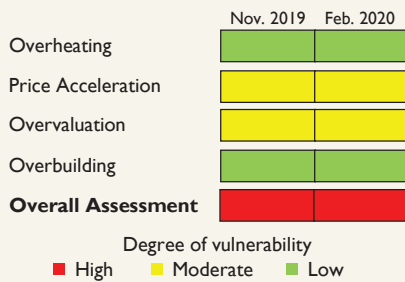 Nov. 2019 Feb. 2020
Overheating
Price Acceleration
Overvaluation
Overbuilding
Overall Assessment
Degree of vulnerability
High Moderate Low